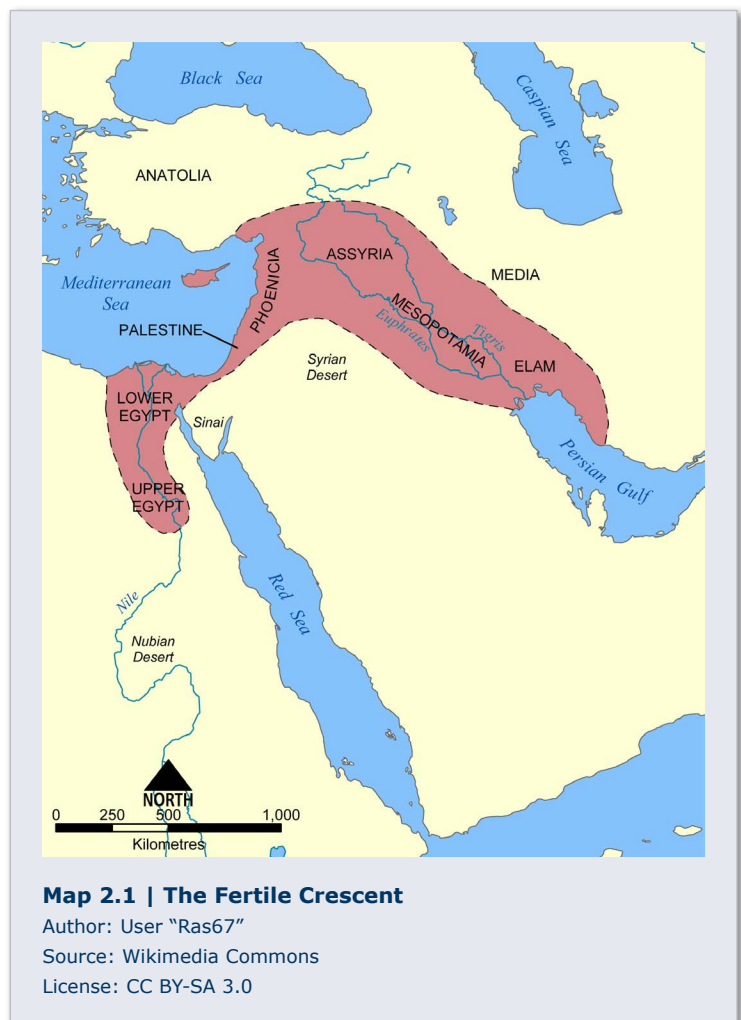 Black Sea
Caspian Sea
ANATOLIA
ASSYRIA
MEDIA
PHOENICIA
Mediterranean
Sea
MESOPOTAMIA
Euphrates
Tigris
PALESTINE
Syrian
Desert
ELAM
LOWER
EGYPT
Sinai
Persian Gulf
UPPER
EGYPT
Nile
Red Sea
Nubian
Desert
NORTH
0 250 500 1,000
Kilometres
Map 2.1 | The Fertile Crescent
Author: User “Ras67”
Source: Wikimedia Commons
License: CC BY-SA 3.0